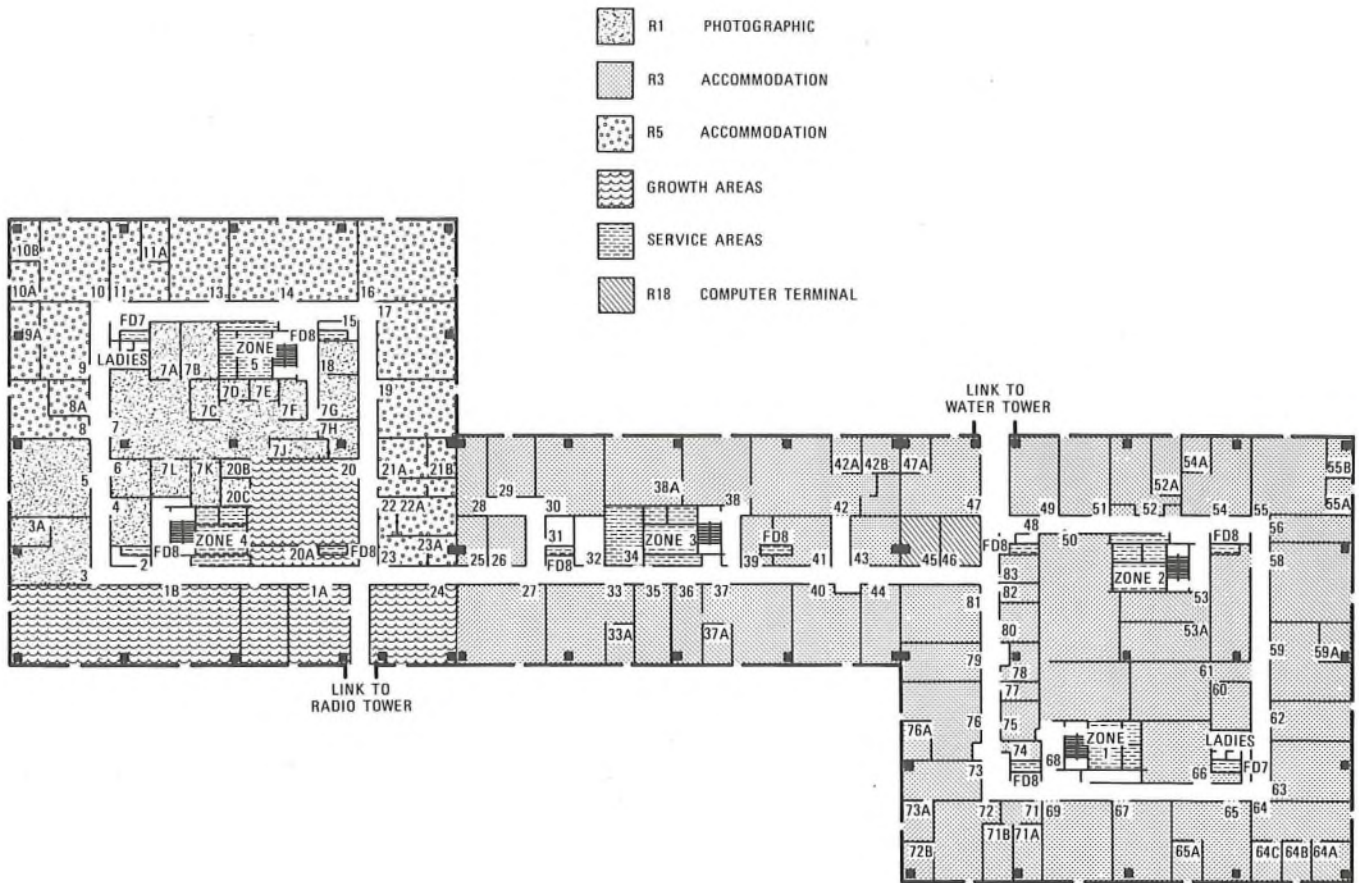 R1 PHOTOGRAPHIC
R3 ACCOMMODATION
R5 ACCOMMODATION
GROWTH AREAS
SERVICE AREAS
R18 COMPUTER TERMINAL
10B
11A
10A
10
11
13
14
16
17
FD7
15
9A
LADIES
FD8
ZONE
5
9
7A
7B
18
8A
7D
7E
19
8
7
7C
7F
7G
7H
7J
5
6
7L
7K
20B
20
21A
21B
20C
4
22
22A
3A
ZONE 4
3
2
FD8
20A
FD8
23
23A
1B
1A
24
LINK TO
RADIO TOWER
28
29
30
38A
38
42A
42B
47A
42
47
25
26
31
32
34
ZONE 3
39
FD8
41
43
45
46
FD8
27
33
35
36
37
40
44
33A
37A
LINK TO
WATER TOWER
49
51
52A
52
54A
54
55
55B
55A
48
50
56
FD8
FD8
58
83
ZONE 2
82
53
81
80
53A
59
59A
79
78
61
77
60
76
75
62
76A
74
ZONE
1
LADIES
68
FD7
73
FD8
66
63
73A
72
71
69
67
65
64
71B
71A
72B
65A
64C
64B
64A